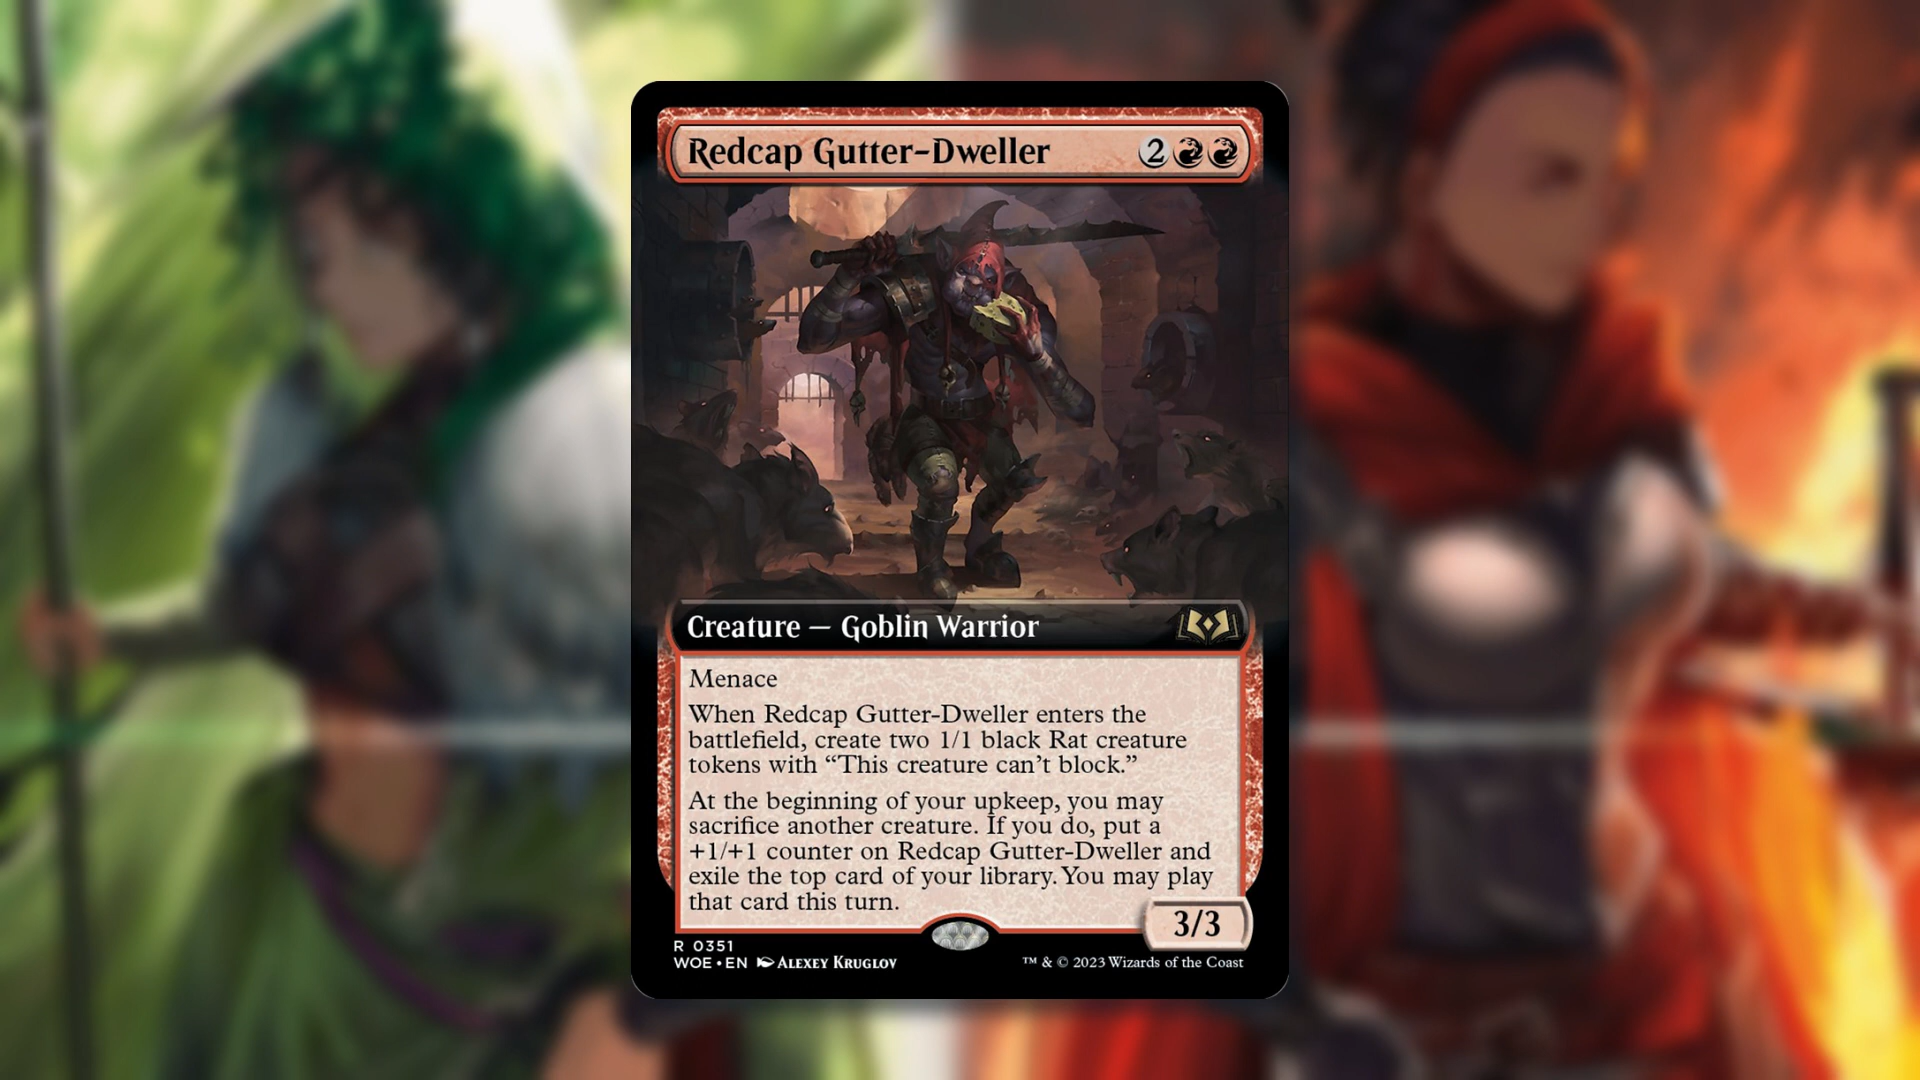 Redcap Gutter-Dweller 2
Creature — Goblin Warrior
Menace
When Redcap Gutter-Dweller enters the
battlefield, create two 1/1 black Rat creature
tokens with “This creature can’t block.”
At the beginning of your upkeep, you may
sacrifice another creature. If you do, put a
+1/+1 counter on Redcap Gutter-Dweller and
exile the top card of your library. You may play
that card this turn.
3/3
R 0351
WOE • EN ALEXEY KRUGLOV
™ & © 2023 Wizards of the Coast